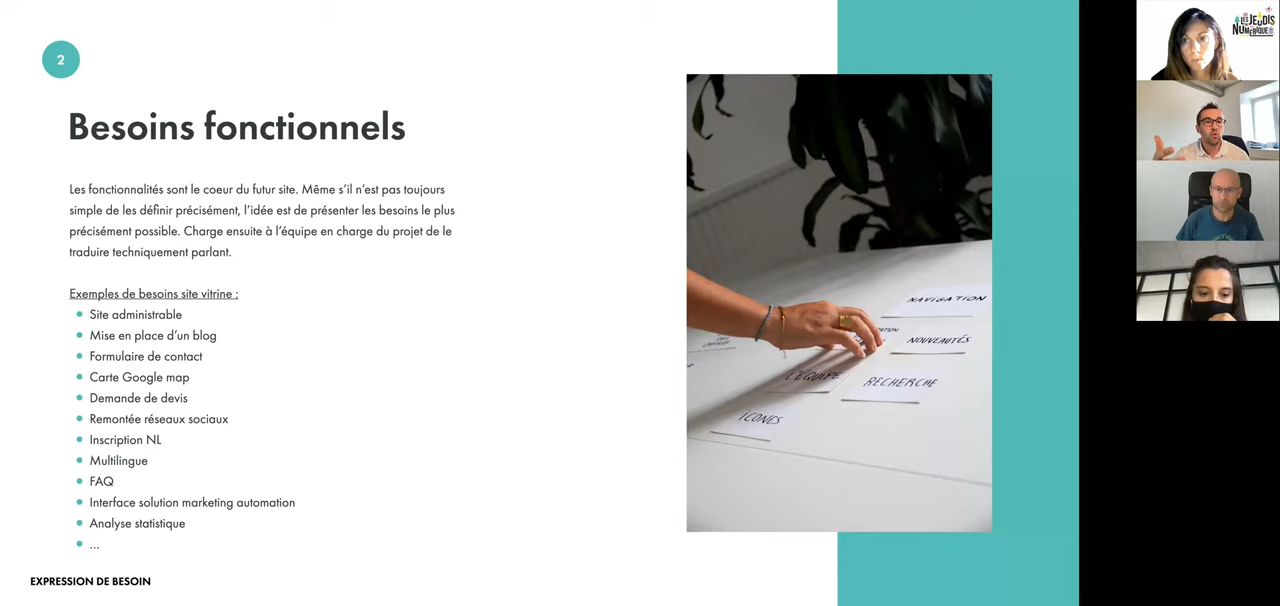 2
Besoins fonctionnels
Les fonctionnalités sont le coeur du futur site. Même s’il n’est pas toujours
simple de les définir précisément, l’idée est de présenter les besoins le plus
précisément possible. Charge ensuite à l’équipe en charge du projet de le
traduire techniquement parlant.
Exemples de besoins site vitrine :
Site administrable
Mise en place d’un blog
Formulaire de contact
Carte Google map
Demande de devis
Remontée réseaux sociaux
Inscription NL
Multilingue
FAQ
Interface solution marketing automation
Analyse statistique
...
EXPRESSION DE BESOIN
NAVIGATION
NOUVEAUTÉS
L'ÉQUIPE
RECHERCHE
ICONES
LES JEUDIS
NUMÉRIQUES